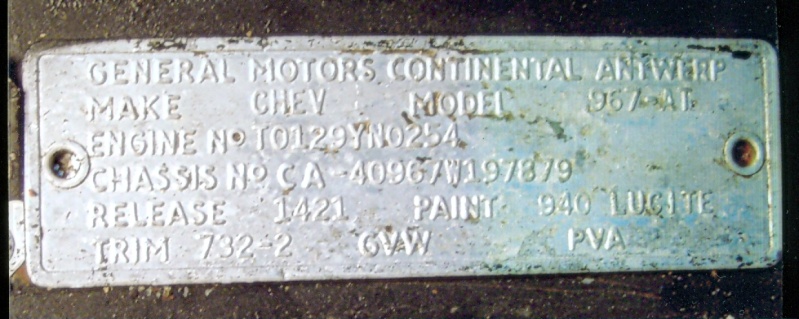 GENERAL MOTORS CONTINENTAL ANTWERP
MAKE CHEV MODEL 967-AT
ENGINE Nº T0129YN0254
CHASSIS Nº CA-40967W197879
RELEASE 1421 PAINT 940 LUCITE
TRIM 732-2 GVW PVA